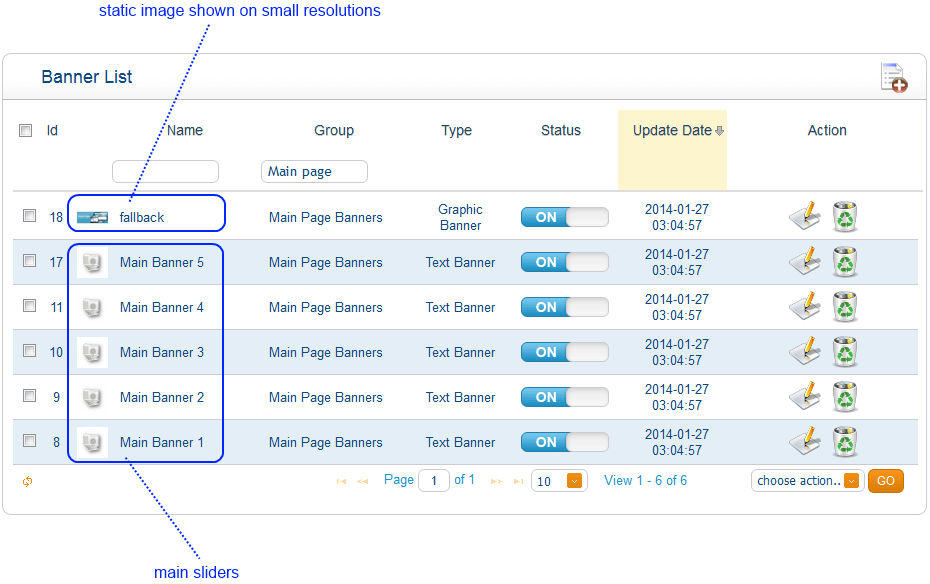 static image shown on small resolutions
Banner List
Id Name Group Type Status Update Date Action
Main page
18 fallback Main Page Banners Graphic Banner ON 2014-01-27 03:04:57
17 Main Banner 5 Main Page Banners Text Banner ON 2014-01-27 03:04:57
11 Main Banner 4 Main Page Banners Text Banner ON 2014-01-27 03:04:57
10 Main Banner 3 Main Page Banners Text Banner ON 2014-01-27 03:04:57
9 Main Banner 2 Main Page Banners Text Banner ON 2014-01-27 03:04:57
8 Main Banner 1 Main Page Banners Text Banner ON 2014-01-27 03:04:57
Page 1 of 1 10 View 1 - 6 of 6 choose action.. GO
main sliders